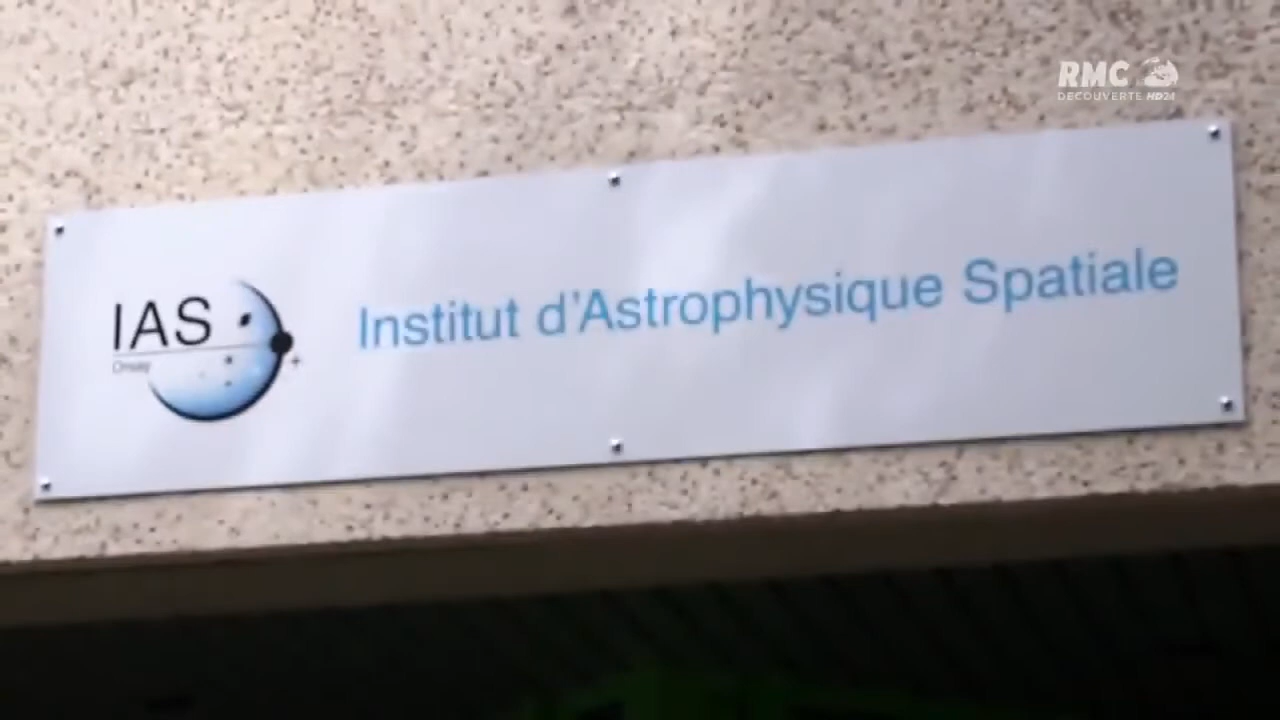 RMC
DECOUVERTE HD24
IAS
Orsay
Institut d'Astrophysique Spatiale